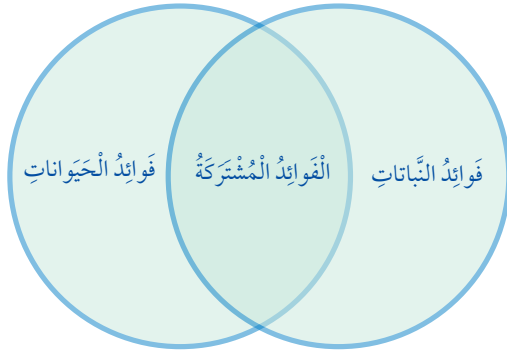 فَوائِدُ النَّباتاتِ
الْفَوائِدُ الْمُشْتَرَكَةُ
فَوائِدُ الْحَيَواناتِ